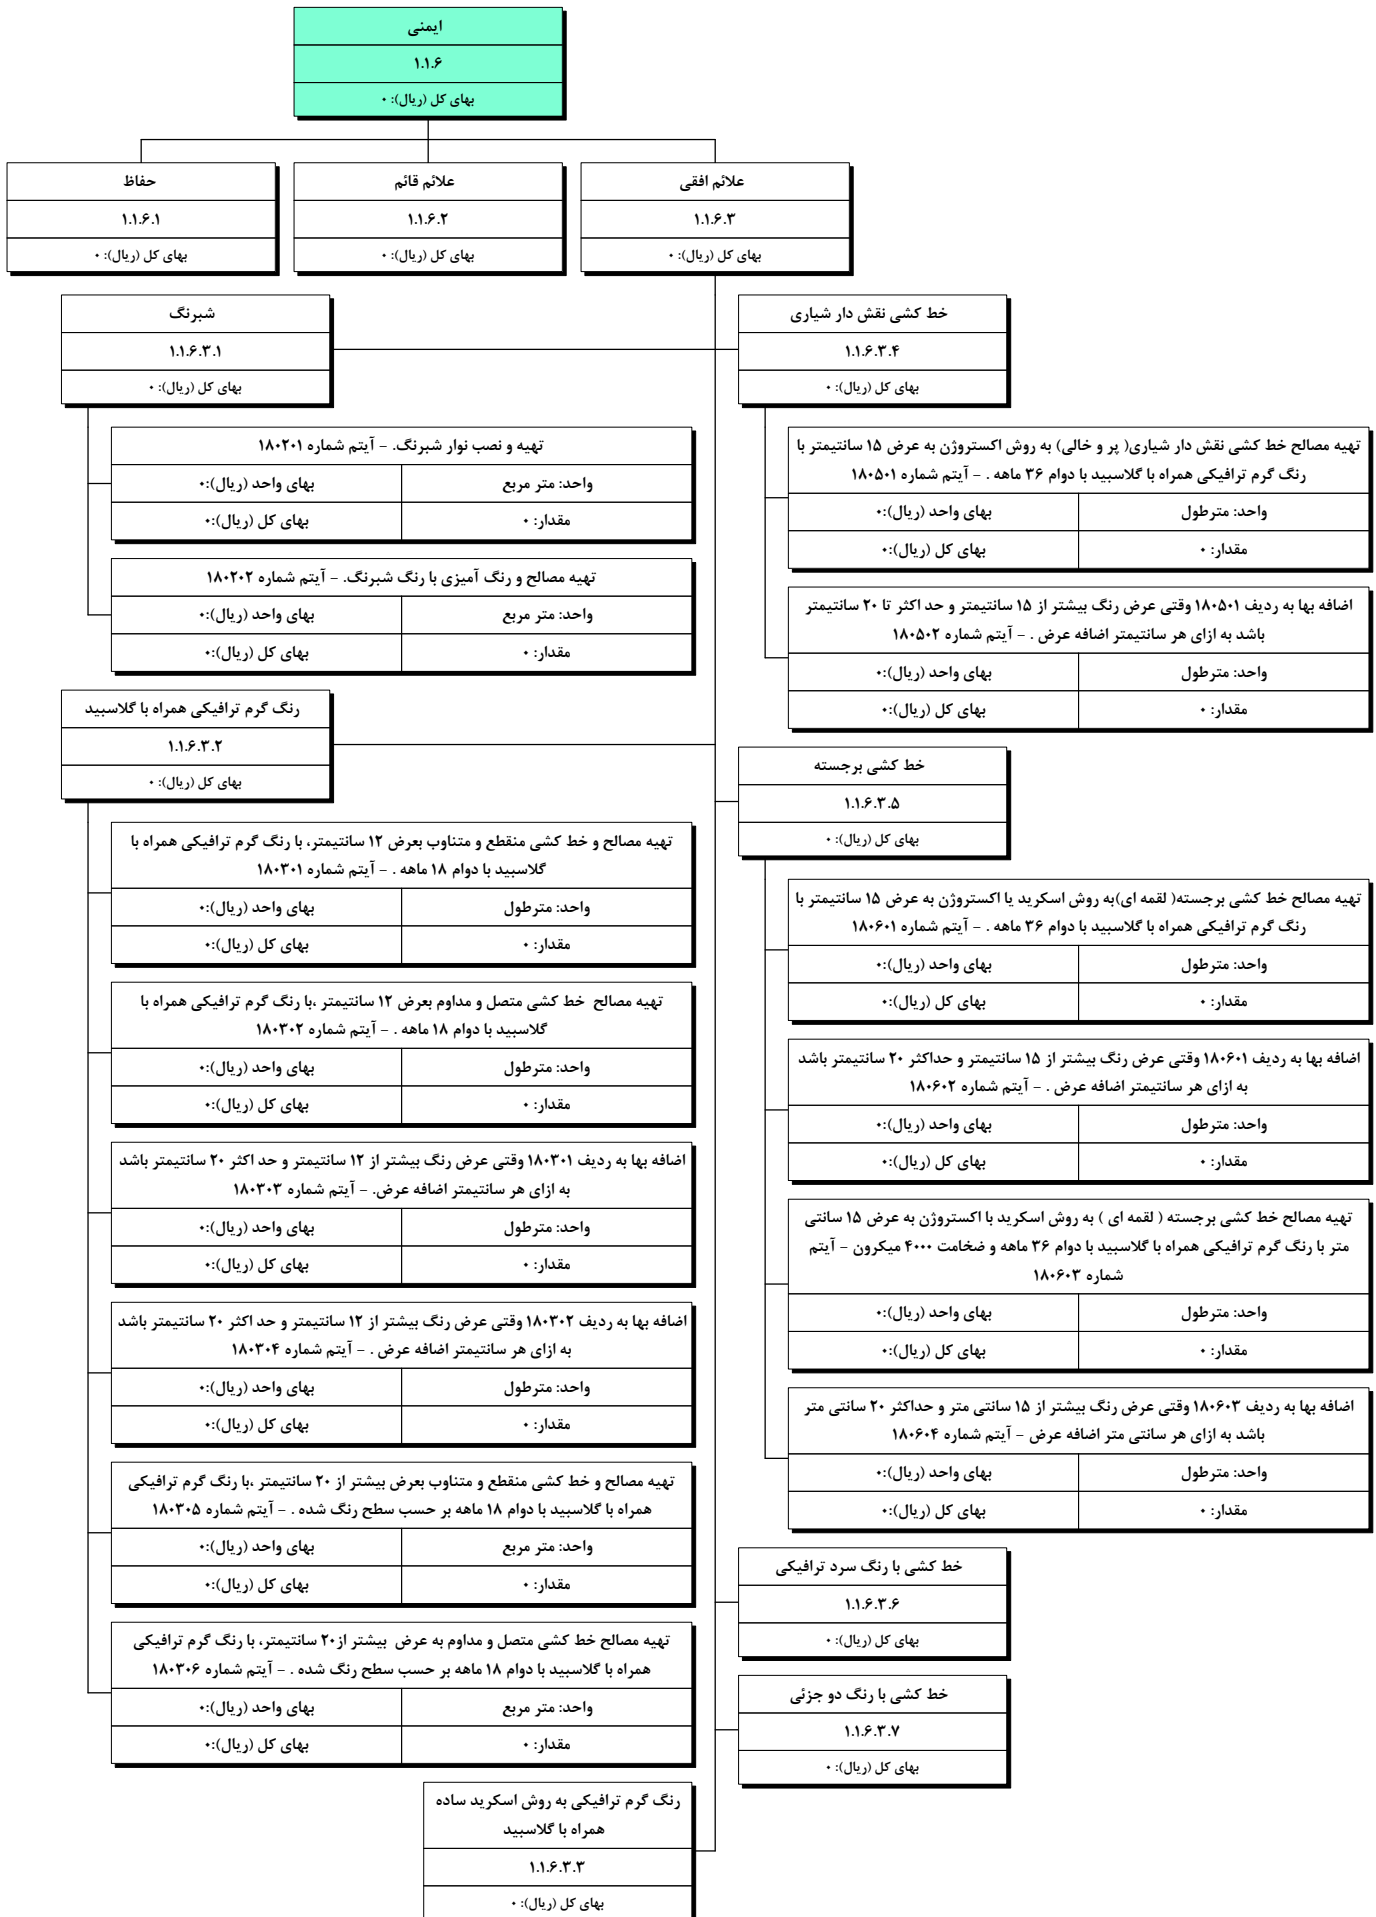 ایمنی
۱.۱.۶
بهای کل (ریال): ۰
علائم افقی
۱.۱.۶.۳
بهای کل (ریال): ۰
علائم قائم
۱.۱.۶.۲
بهای کل (ریال): ۰
حفاظ
۱.۱.۶.۱
بهای کل (ریال): ۰
شبرنگ
۱.۱.۶.۳.۱
بهای کل (ریال): ۰
تهیه و نصب نوار شبرنگ. - آیتم شماره ۱۸۰۲۰۱
واحد: متر مربع
بهای واحد (ریال):۰
مقدار: ۰
بهای کل (ریال):۰
تهیه مصالح و رنگ آمیزی با رنگ شبرنگ. - آیتم شماره ۱۸۰۲۰۲
واحد: متر مربع
بهای واحد (ریال):۰
مقدار: ۰
بهای کل (ریال):۰
رنگ گرم ترافیکی همراه با گلاسبید
۱.۱.۶.۳.۲
بهای کل (ریال): ۰
تهیه مصالح و خط کشی منقطع و متناوب بعرض ۱۲ سانتیمتر، با رنگ گرم ترافیکی همراه با
گلاسبید با دوام ۱۸ ماهه . - آیتم شماره ۱۸۰۳۰۱
واحد: مترطول
بهای واحد (ریال):۰
مقدار: ۰
بهای کل (ریال):۰
تهیه مصالح خط کشی متصل و مداوم بعرض ۱۲ سانتیمتر ،با رنگ گرم ترافیکی همراه با
گلاسبید با دوام ۱۸ ماهه . - آیتم شماره ۱۸۰۳۰۲
واحد: مترطول
بهای واحد (ریال):۰
مقدار: ۰
بهای کل (ریال):۰
اضافه بها به ردیف ۱۸۰۳۰۱ وقتی عرض رنگ بیشتر از ۱۲ سانتیمتر و حد اکثر ۲۰ سانتیمتر باشد
به ازای هر سانتیمتر اضافه عرض. - آیتم شماره ۱۸۰۳۰۳
واحد: مترطول
بهای واحد (ریال):۰
مقدار: ۰
بهای کل (ریال):۰
اضافه بها به ردیف ۱۸۰۳۰۲ وقتی عرض رنگ بیشتر از ۱۲ سانتیمتر و حد اکثر ۲۰ سانتیمتر باشد
به ازای هر سانتیمتر اضافه عرض . - آیتم شماره ۱۸۰۳۰۴
واحد: مترطول
بهای واحد (ریال):۰
مقدار: ۰
بهای کل (ریال):۰
تهیه مصالح و خط کشی منقطع و متناوب بعرض بیشتر از ۲۰ سانتیمتر ،با رنگ گرم ترافیکی
همراه با گلاسبید با دوام ۱۸ ماهه بر حسب سطح رنگ شده . - آیتم شماره ۱۸۰۳۰۵
واحد: متر مربع
بهای واحد (ریال):۰
مقدار: ۰
بهای کل (ریال):۰
تهیه مصالح خط کشی متصل و مداوم به عرض بیشتر از۲۰ سانتیمتر، با رنگ گرم ترافیکی
همراه با گلاسبید با دوام ۱۸ ماهه بر حسب سطح رنگ شده . - آیتم شماره ۱۸۰۳۰۶
واحد: متر مربع
بهای واحد (ریال):۰
مقدار: ۰
بهای کل (ریال):۰
رنگ گرم ترافیکی به روش اسکرید ساده
همراه با گلاسبید
۱.۱.۶.۳.۳
بهای کل (ریال): ۰
خط کشی نقش دار شیاری
۱.۱.۶.۳.۴
بهای کل (ریال): ۰
تهیه مصالح خط کشی نقش دار شیاری( پر و خالی) به روش اکستروژن به عرض ۱۵ سانتیمتر با
رنگ گرم ترافیکی همراه با گلاسبید با دوام ۳۶ ماهه . - آیتم شماره ۱۸۰۵۰۱
واحد: مترطول
بهای واحد (ریال):۰
مقدار: ۰
بهای کل (ریال):۰
اضافه بها به ردیف ۱۸۰۵۰۱ وقتی عرض رنگ بیشتر از ۱۵ سانتیمتر و حد اکثر تا ۲۰ سانتیمتر
باشد به ازای هر سانتیمتر اضافه عرض . - آیتم شماره ۱۸۰۵۰۲
واحد: مترطول
بهای واحد (ریال):۰
مقدار: ۰
بهای کل (ریال):۰
خط کشی برجسته
۱.۱.۶.۳.۵
بهای کل (ریال): ۰
تهیه مصالح خط کشی برجسته( لقمه ای)به روش اسکرید یا اکستروژن به عرض ۱۵ سانتیمتر با
رنگ گرم ترافیکی همراه با گلاسبید با دوام ۳۶ ماهه . - آیتم شماره ۱۸۰۶۰۱
واحد: مترطول
بهای واحد (ریال):۰
مقدار: ۰
بهای کل (ریال):۰
اضافه بها به ردیف ۱۸۰۶۰۱ وقتی عرض رنگ بیشتر از ۱۵ سانتیمتر و حداکثر ۲۰ سانتیمتر باشد
به ازای هر سانتیمتر اضافه عرض . - آیتم شماره ۱۸۰۶۰۲
واحد: مترطول
بهای واحد (ریال):۰
مقدار: ۰
بهای کل (ریال):۰
تهیه مصالح خط کشی برجسته ( لقمه ای ) به روش اسکرید با اکستروژن به عرض ۱۵ سانتی
متر با رنگ گرم ترافیکی همراه با گلاسبید با دوام ۳۶ ماهه و ضخامت ۴۰۰۰ میکرون - آیتم
شماره ۱۸۰۶۰۳
واحد: مترطول
بهای واحد (ریال):۰
مقدار: ۰
بهای کل (ریال):۰
اضافه بها به ردیف ۱۸۰۶۰۳ وقتی عرض رنگ بیشتر از ۱۵ سانتی متر و حداکثر ۲۰ سانتی متر
باشد به ازای هر سانتی متر اضافه عرض - آیتم شماره ۱۸۰۶۰۴
واحد: مترطول
بهای واحد (ریال):۰
مقدار: ۰
بهای کل (ریال):۰
خط کشی با رنگ سرد ترافیکی
۱.۱.۶.۳.۶
بهای کل (ریال): ۰
خط کشی با رنگ دو جزئی
۱.۱.۶.۳.۷
بهای کل (ریال): ۰